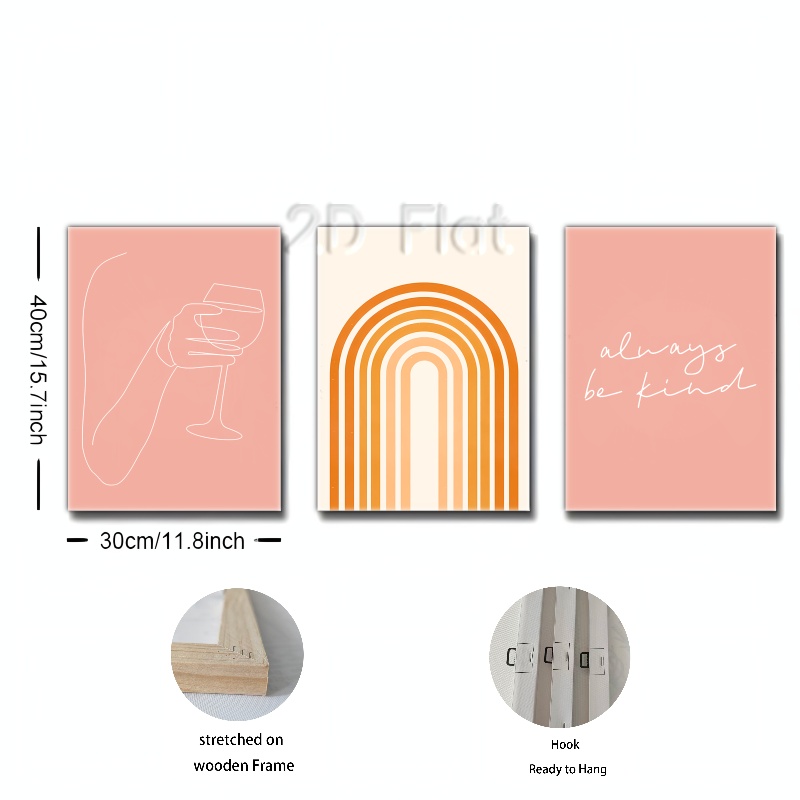 2D Flat
40cm/15.7inch
always
be kind
30cm/11.8inch
stretched on
wooden Frame
Hook
Ready to Hang